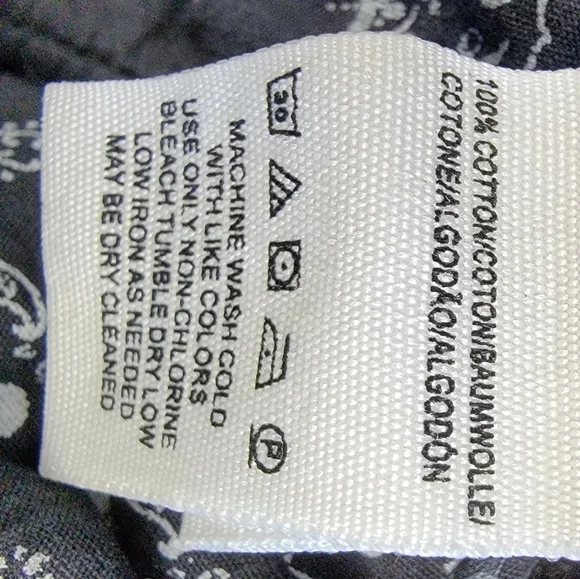 100% COTTON/COTON/BAUMWOLLE/
COTONE/ALGODÃO/ALGODÓN
30
P
MACHINE WASH COLD
WITH LIKE COLORS
USE ONLY NON-CHLORINE
BLEACH TUMBLE DRY LOW
LOW IRON AS NEEDED
MAY BE DRY CLEANED